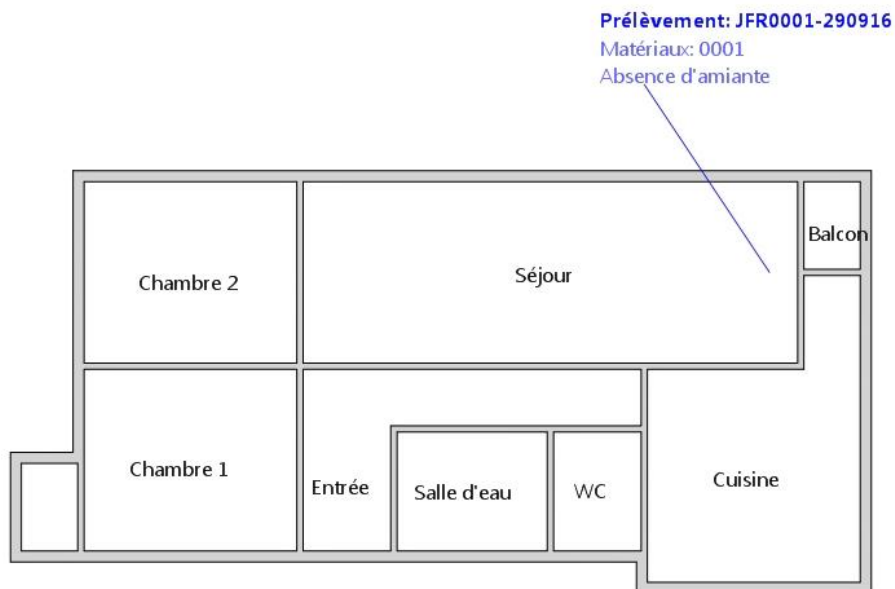 Prélèvement: JFR0001-290916
Matériaux: 0001
Absence d'amiante
Balcon
Chambre 2
Séjour
Chambre 1
Entrée
Salle d'eau
WC
Cuisine